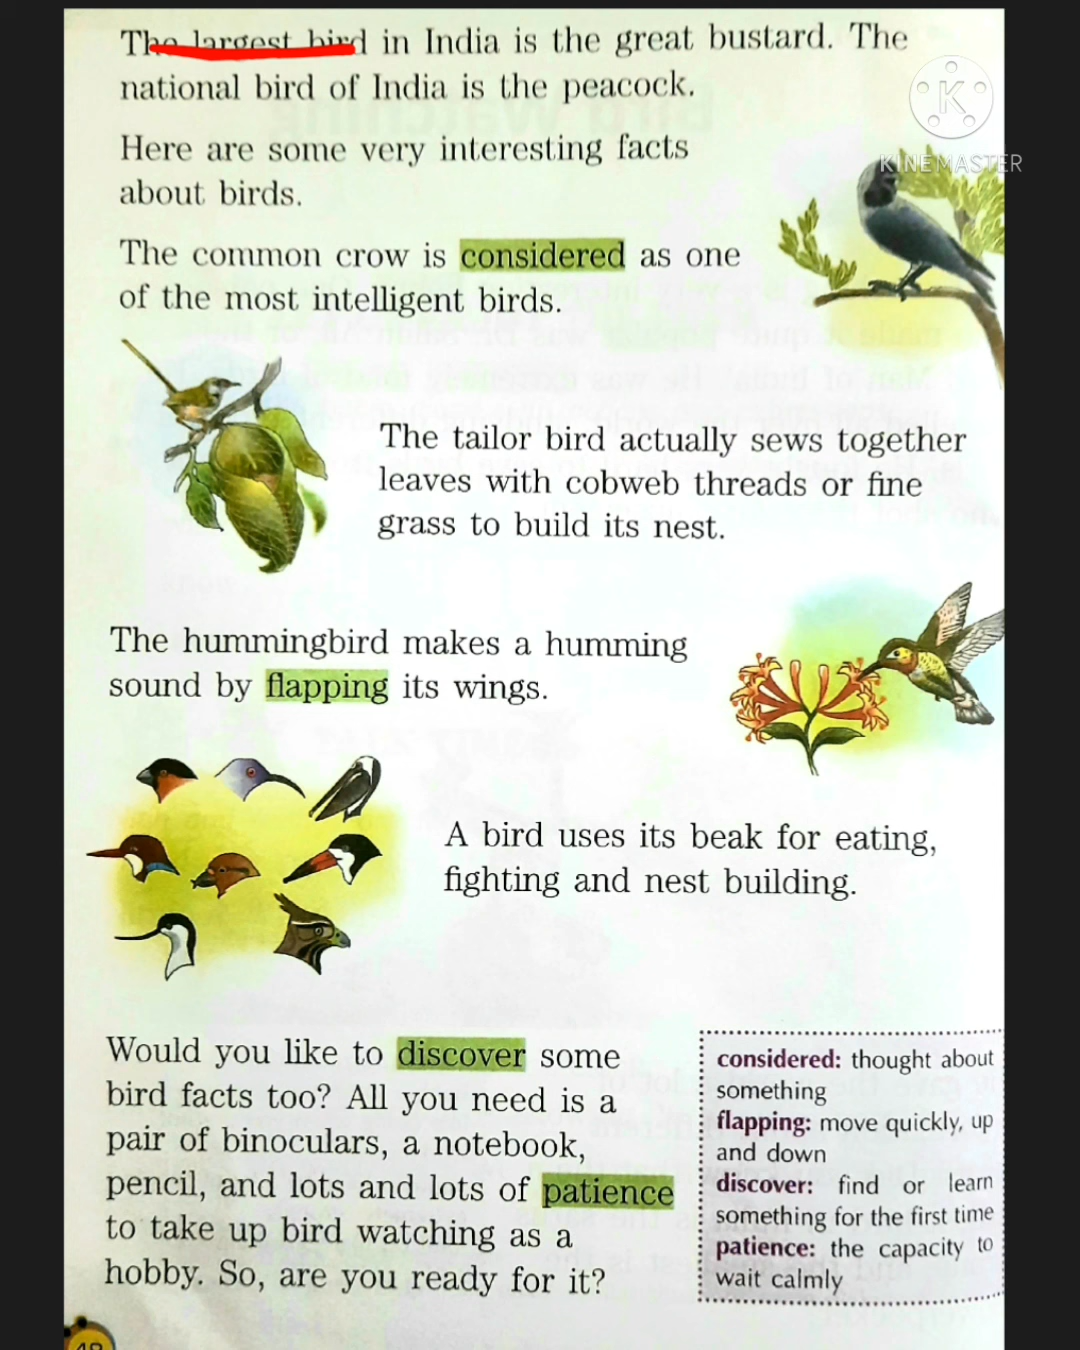 The largest bird in India is the great bustard. The
national bird of India is the peacock.
K
KINEMASTER
Here are some very interesting facts
about birds.
The common crow is considered as one
of the most intelligent birds.
The tailor bird actually sews together
leaves with cobweb threads or fine
grass to build its nest.
The hummingbird makes a humming
sound by flapping its wings.
A bird uses its beak for eating,
fighting and nest building.
Would you like to discover some
bird facts too? All you need is a
pair of binoculars, a notebook,
pencil, and lots and lots of patience
to take up bird watching as a
hobby. So, are you ready for it?
considered: thought about
something
flapping: move quickly, up
and down
discover: find or learn
something for the first time
patience: the capacity to
wait calmly